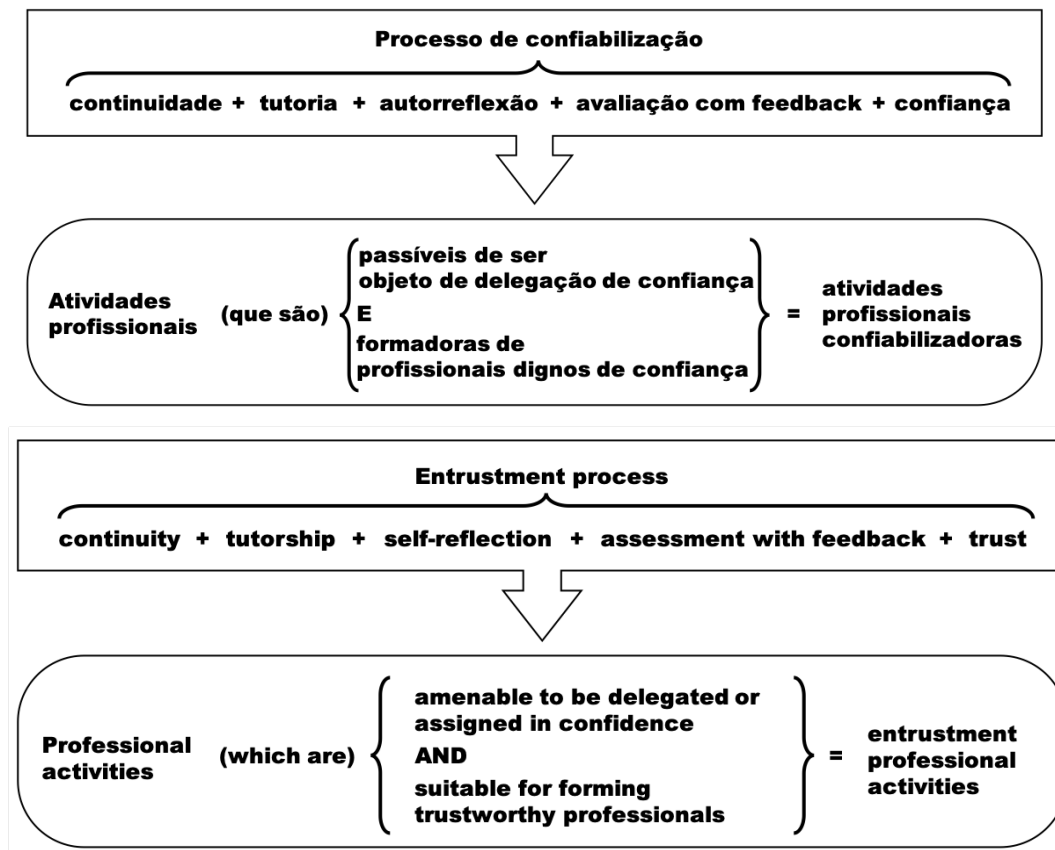 Processo de confiabilização
continuidade + tutoria + autorreflexão + avaliação com feedback + confiança
Atividades
profissionais
(que são)
passíveis de ser
objeto de delegação de confiança
E
formadoras de
profissionais dignos de confiança
=
atividades
profissionais
confiabilizadoras
Entrustment process
continuity + tutorship + self-reflection + assessment with feedback + trust
Professional
activities
(which are)
amenable to be delegated or
assigned in confidence
AND
suitable for forming
trustworthy professionals
=
entrustment
professional
activities